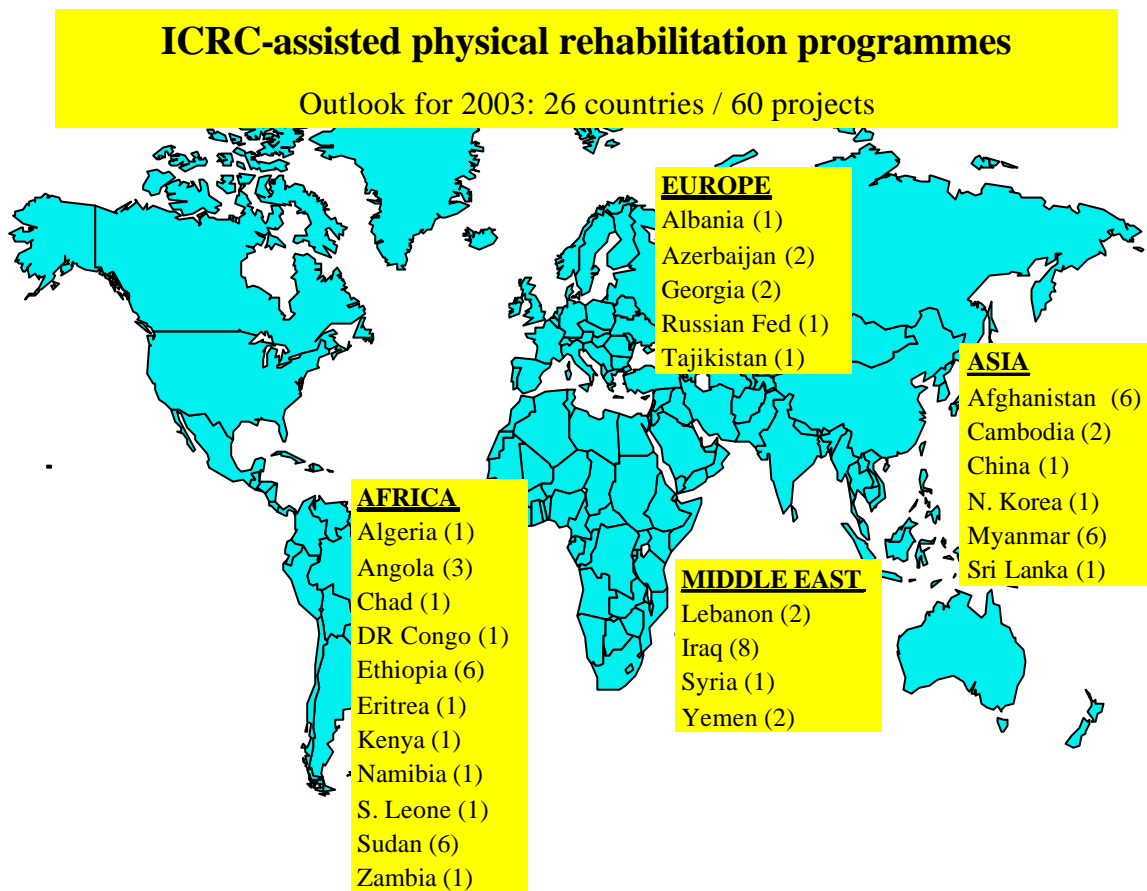 ICRC-assisted physical rehabilitation programmes
Outlook for 2003: 26 countries / 60 projects
EUROPE
Albania (1)
Azerbaijan (2)
Georgia (2)
Russian Fed (1)
Tajikistan (1)
ASIA
Afghanistan (6)
Cambodia (2)
China (1)
N. Korea (1)
Myanmar (6)
Sri Lanka (1)
AFRICA
Algeria (1)
Angola (3)
Chad (1)
DR Congo (1)
Ethiopia (6)
Eritrea (1)
Kenya (1)
Namibia (1)
S. Leone (1)
Sudan (6)
Zambia (1)
MIDDLE EAST
Lebanon (2)
Iraq (8)
Syria (1)
Yemen (2)